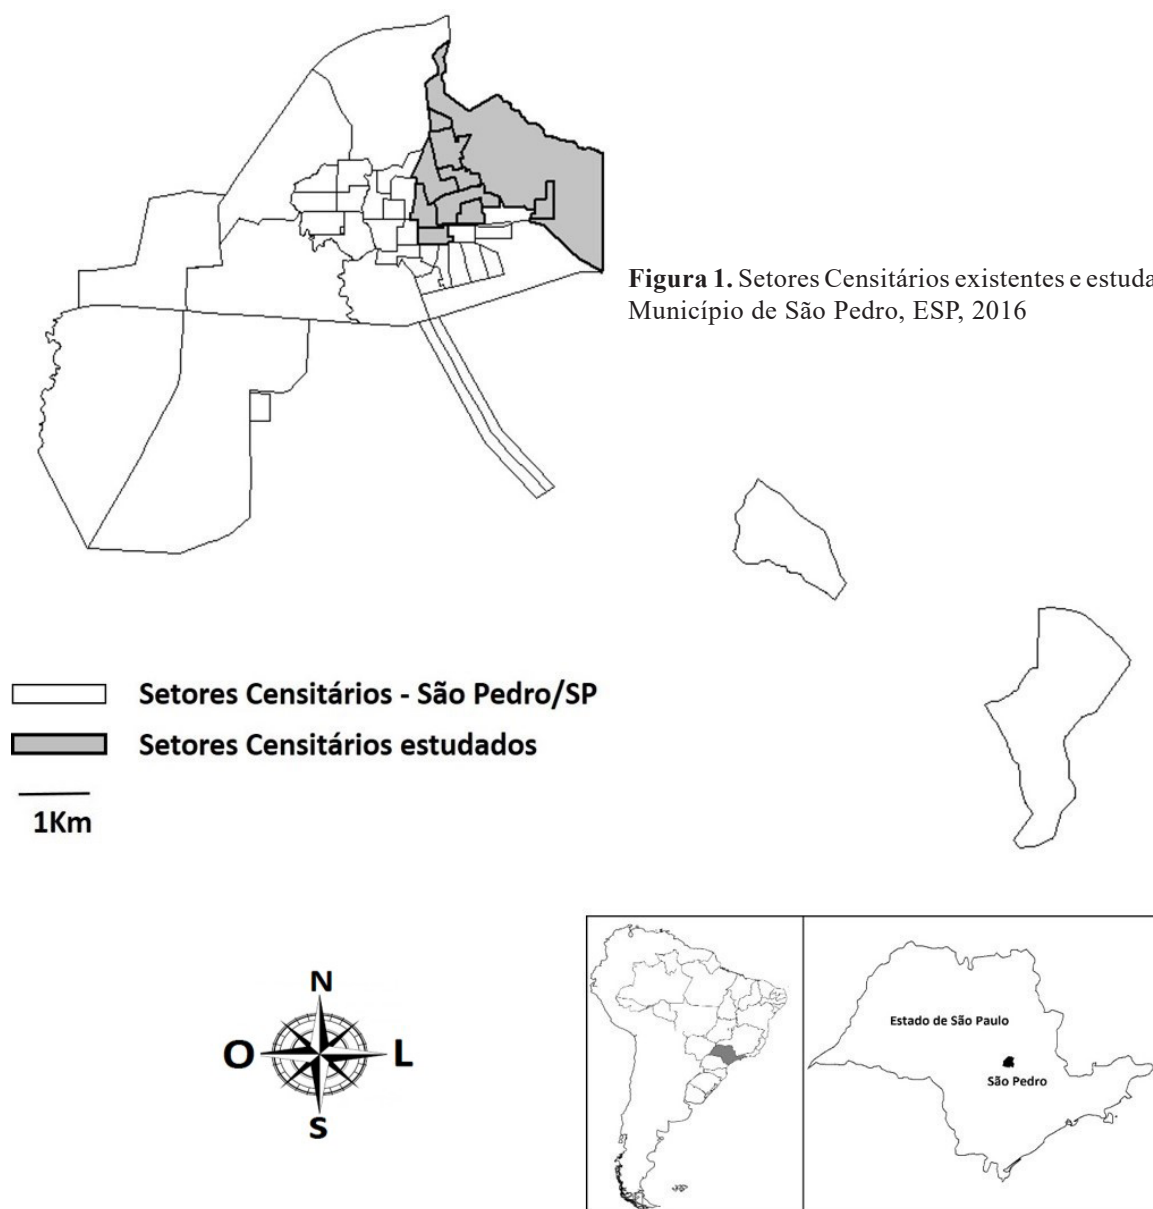 Figura 1. Setores Censitários existentes e estuda
Município de São Pedro, ESP, 2016
Setores Censitários - São Pedro/SP
Setores Censitários estudados
1Km
N
O
L
S
Estado de São Paulo
São Pedro